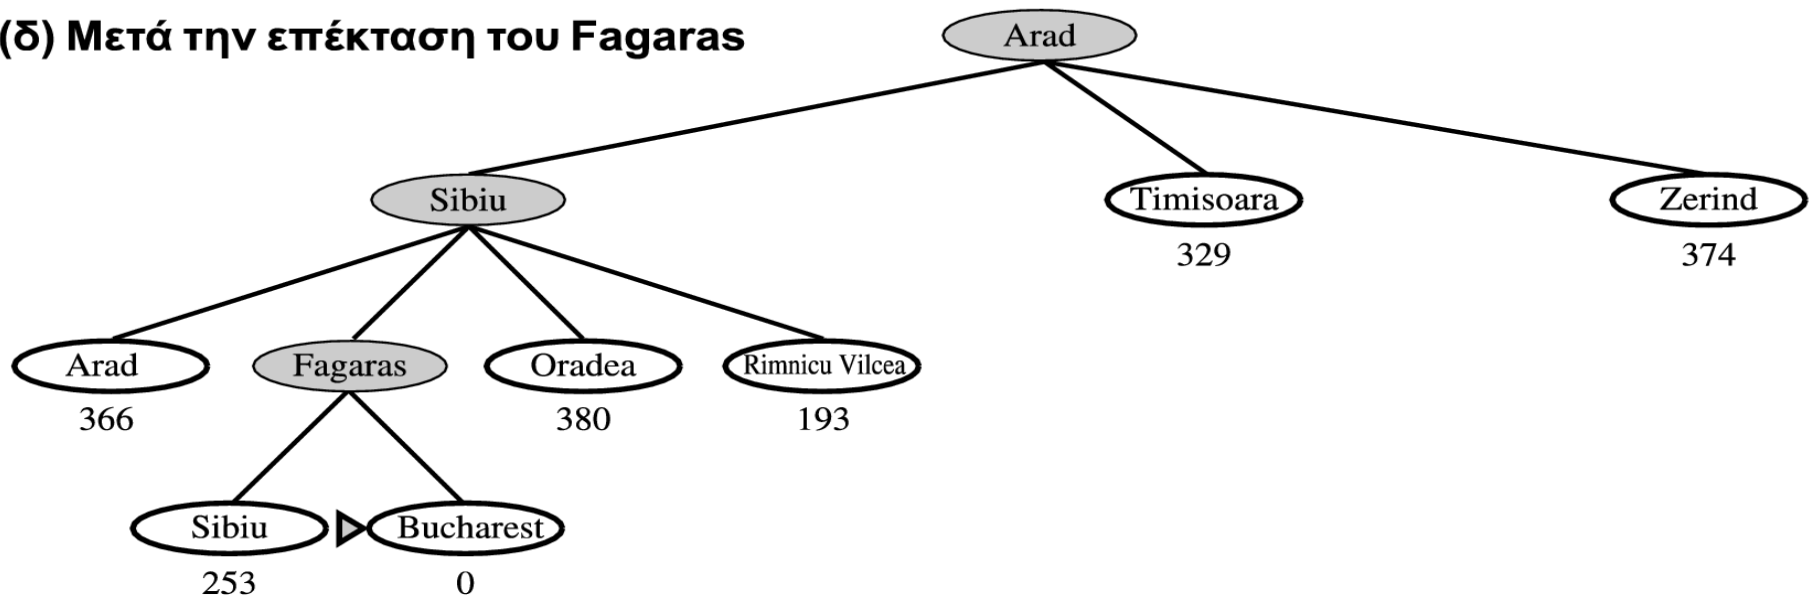 (δ) Μετά την επέκταση του Fagaras
Arad
Sibiu
Timisoara
Zerind
329
374
Arad
Fagaras
Oradea
Rimnicu Vilcea
366
380
193
Sibiu
Bucharest
253
0